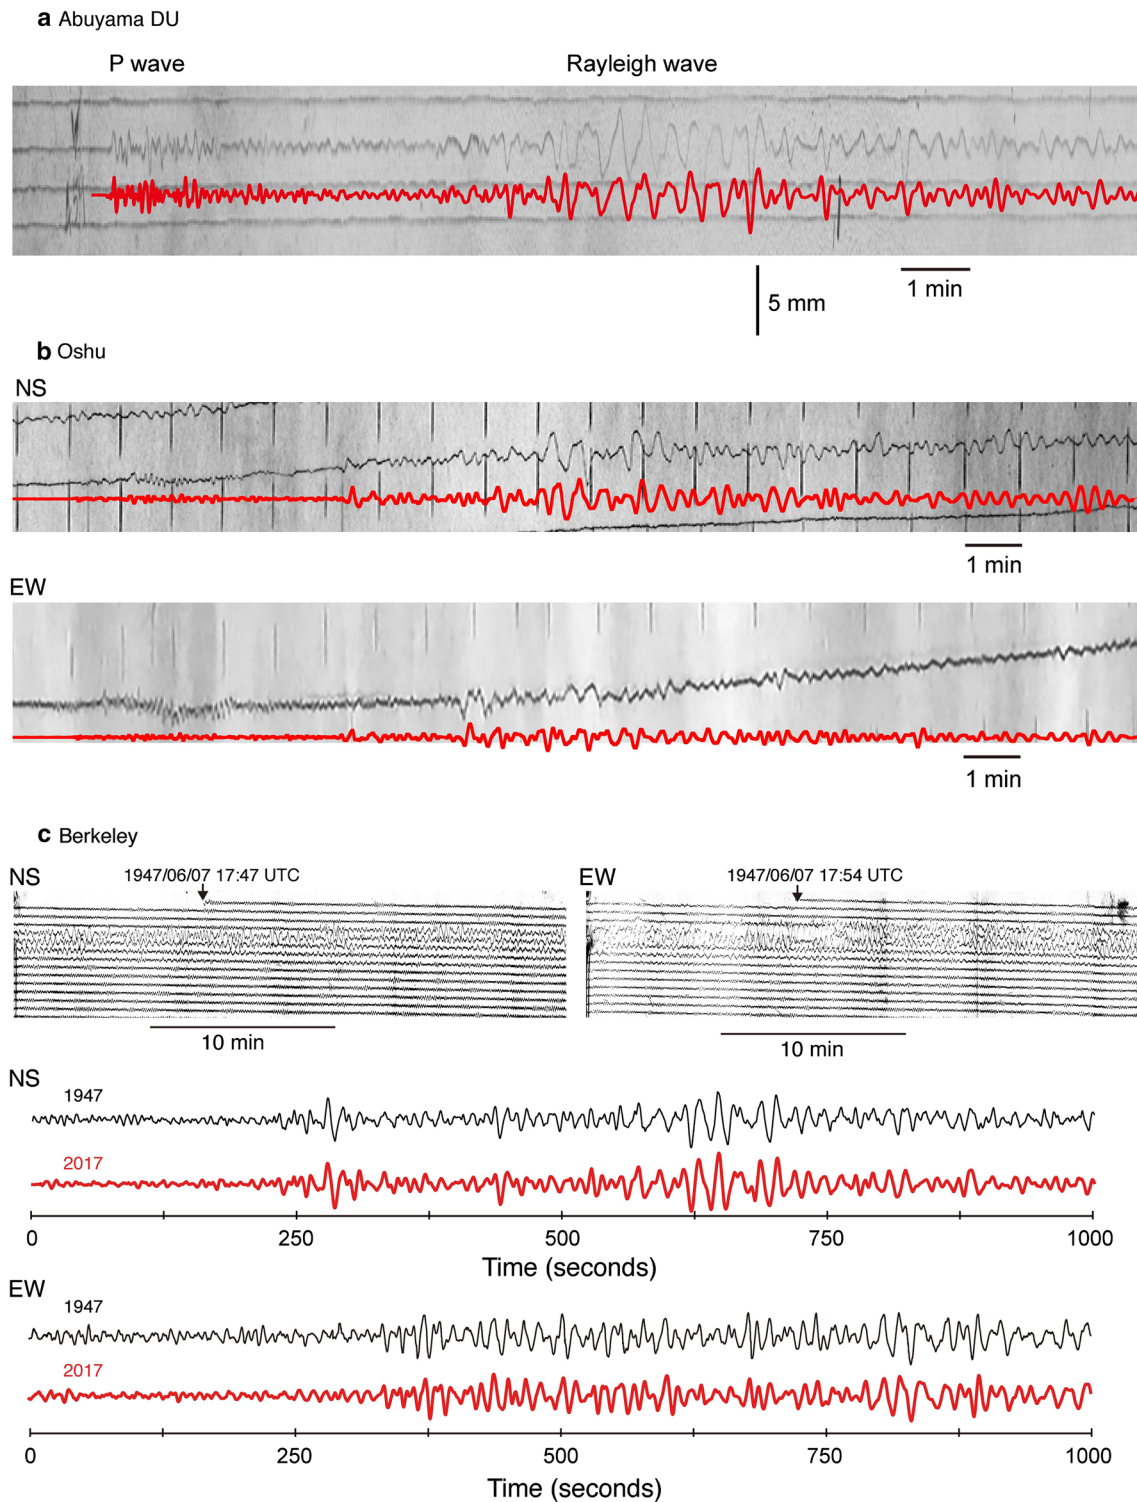 a Abuyama DU
P wave
Rayleigh wave
5 mm
1 min
b Oshu
NS
1 min
EW
1 min
c Berkeley
NS
1947/06/07 17:47 UTC
EW
1947/06/07 17:54 UTC
10 min
10 min
NS
1947
2017
0 250 500 750 1000
Time (seconds)
EW
1947
2017
0 250 500 750 1000
Time (seconds)